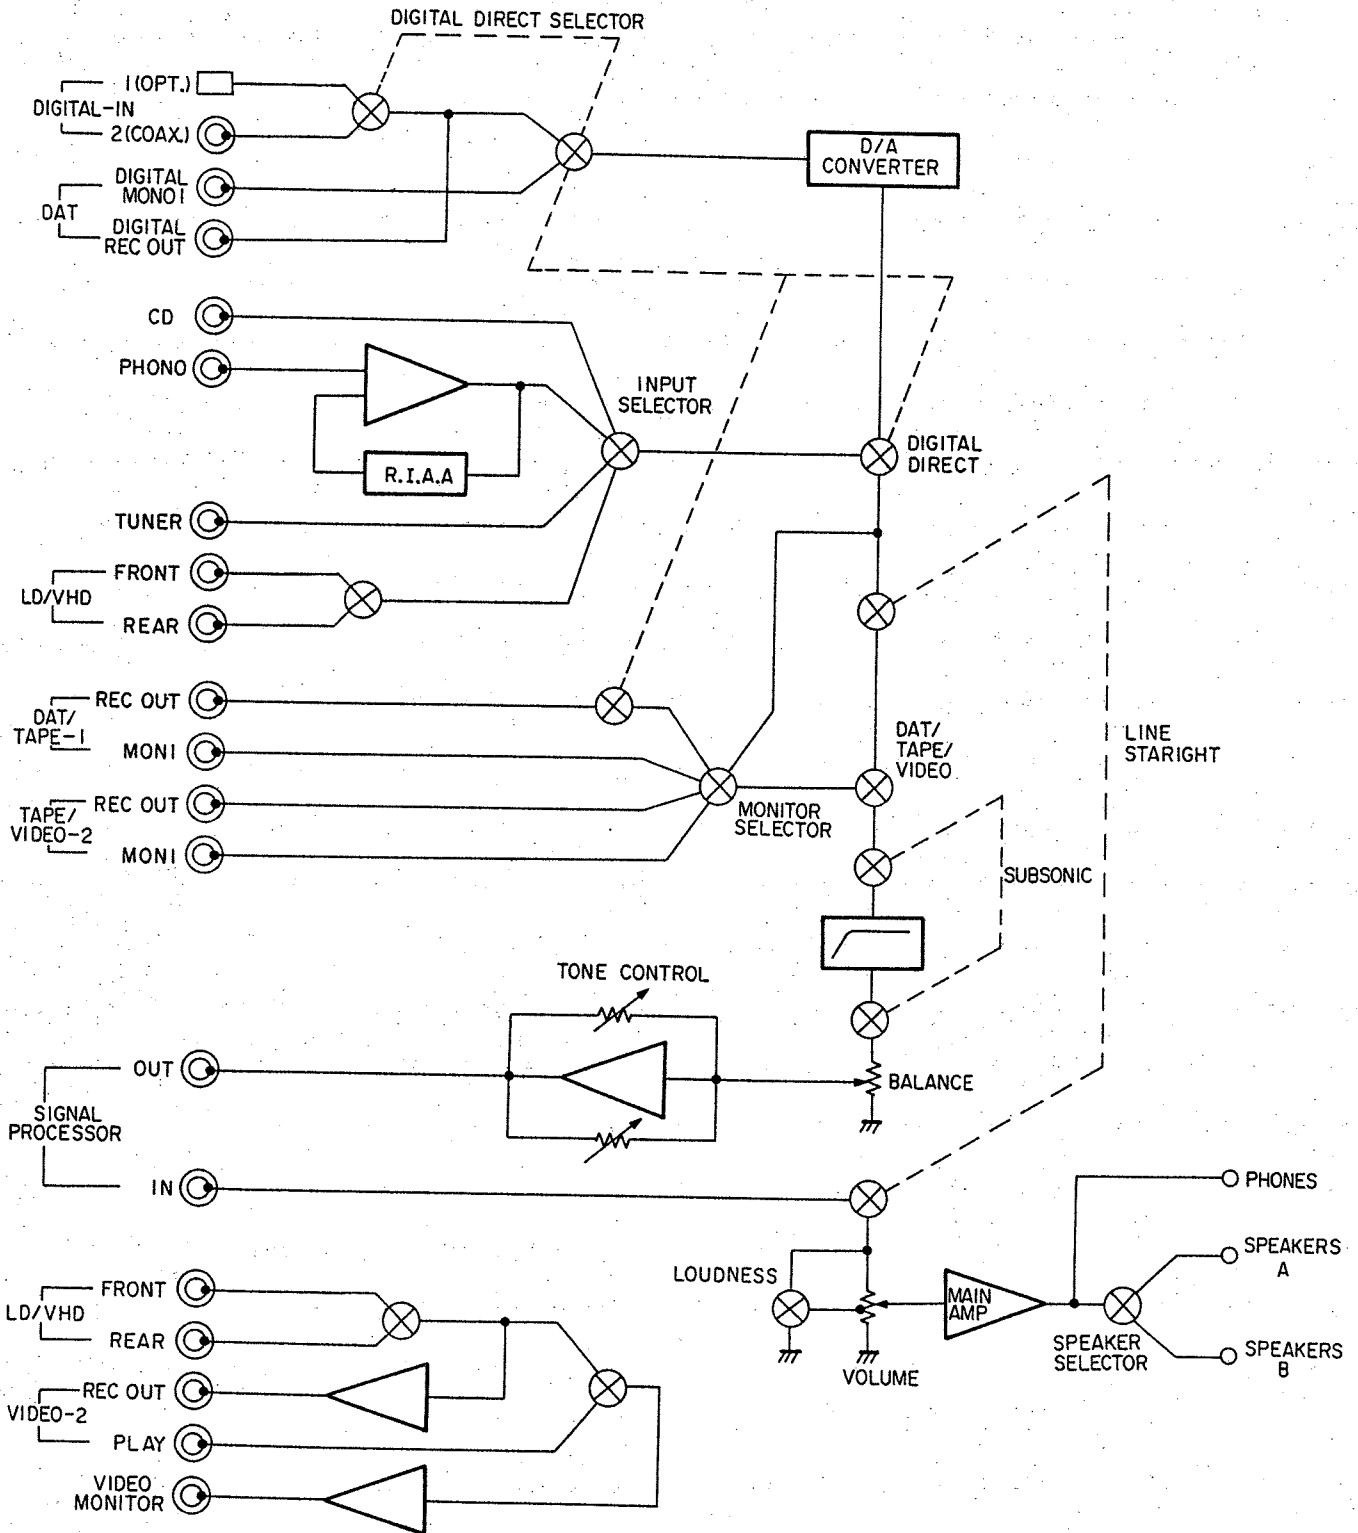 DIGITAL DIRECT SELECTOR
1(OPT.)
DIGITAL-IN
2(COAX.)
D/A
CONVERTER
DIGITAL
MONO1
DAT
DIGITAL
REC OUT
CD
PHONO
INPUT
SELECTOR
R.I.A.A
DIGITAL
DIRECT
TUNER
FRONT
LD/VHD
REAR
REC OUT
DAT/
TAPE-1
MONI
DAT/
TAPE/
VIDEO
LINE
STARIGHT
REC OUT
TAPE/
VIDEO-2
MONI
MONITOR
SELECTOR
SUBSONIC
TONE CONTROL
OUT
BALANCE
SIGNAL
PROCESSOR
IN
PHONES
SPEAKERS
A
LOUDNESS
MAIN
AMP
VOLUME
SPEAKER
SELECTOR
SPEAKERS
B
FRONT
LD/VHD
REAR
REC OUT
VIDEO-2
PLAY
VIDEO
MONITOR